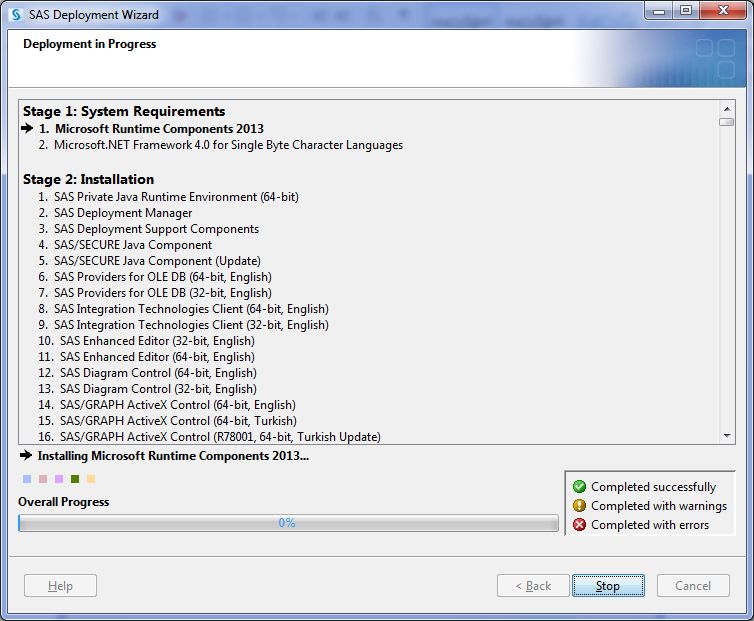 SAS Deployment Wizard
Deployment in Progress
Stage 1: System Requirements
1. Microsoft Runtime Components 2013
2. Microsoft.NET Framework 4.0 for Single Byte Character Languages
Stage 2: Installation
1. SAS Private Java Runtime Environment (64-bit)
2. SAS Deployment Manager
3. SAS Deployment Support Components
4. SAS/SECURE Java Component
5. SAS/SECURE Java Component (Update)
6. SAS Providers for OLE DB (64-bit, English)
7. SAS Providers for OLE DB (32-bit, English)
8. SAS Integration Technologies Client (64-bit, English)
9. SAS Integration Technologies Client (32-bit, English)
10. SAS Enhanced Editor (32-bit, English)
11. SAS Enhanced Editor (64-bit, English)
12. SAS Diagram Control (64-bit, English)
13. SAS Diagram Control (32-bit, English)
14. SAS/GRAPH ActiveX Control (64-bit, English)
15. SAS/GRAPH ActiveX Control (64-bit, Turkish)
16. SAS/GRAPH ActiveX Control (R78001, 64-bit, Turkish Update)
Installing Microsoft Runtime Components 2013...
Completed successfully
Overall Progress
Completed with warnings
0%
Completed with errors
Help
< Back
Stop
Cancel